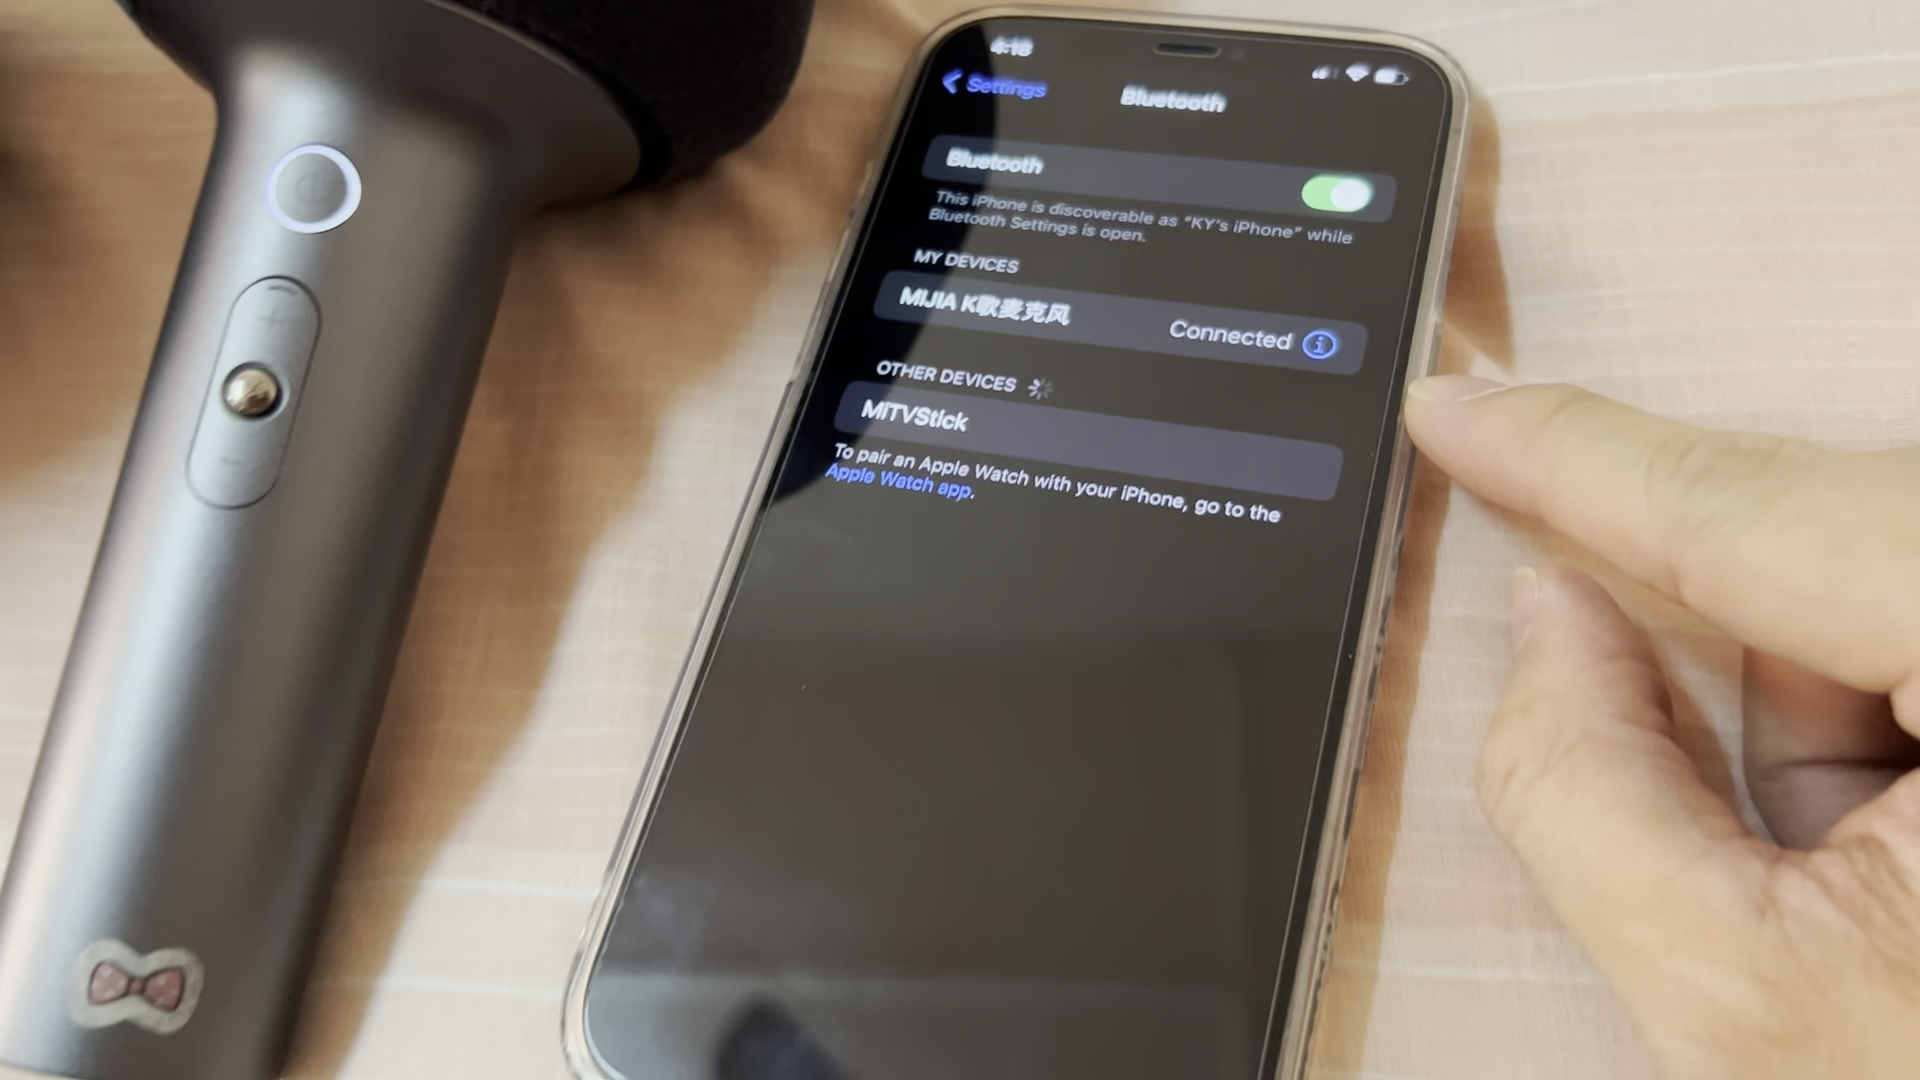 4:18
Settings
Bluetooth
Bluetooth
This iPhone is discoverable as “KY’s iPhone” while
Bluetooth Settings is open.
MY DEVICES
MIJIA K歌麦克风
Connected
OTHER DEVICES
MiTVStick
To pair an Apple Watch with your iPhone, go to the
Apple Watch app.